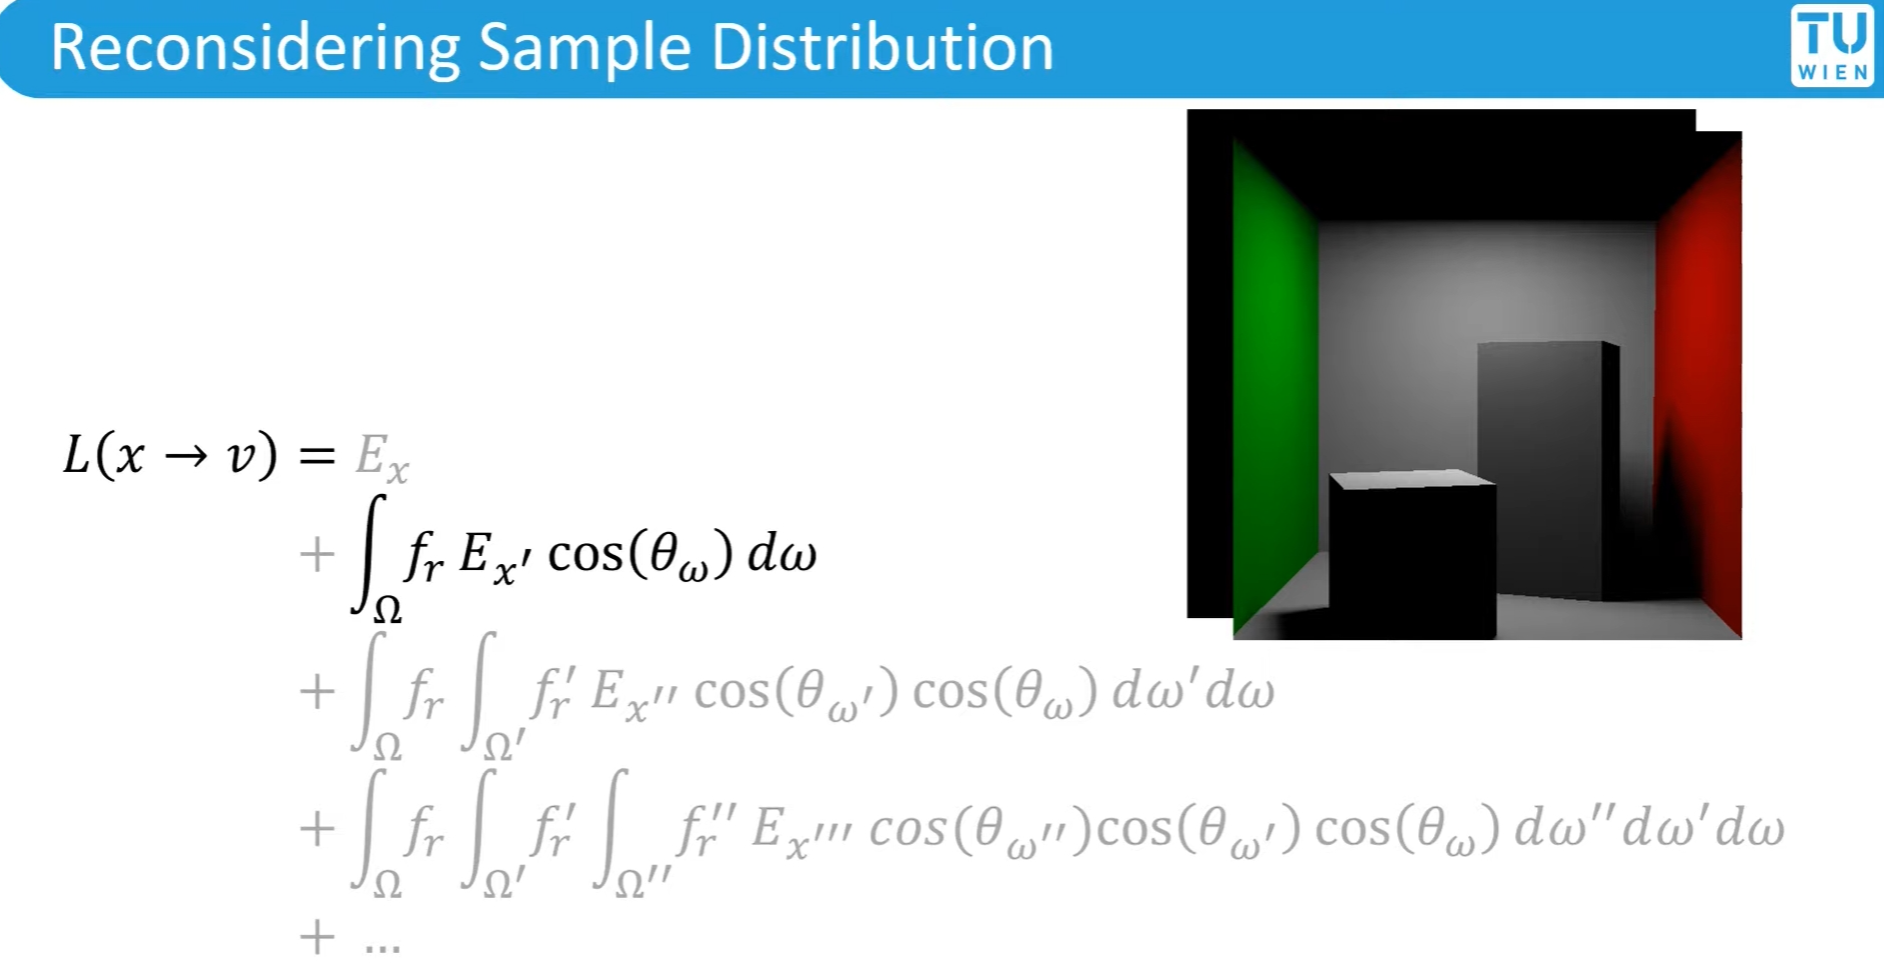 Reconsidering Sample Distribution
TU
WIEN
L(x → v) = Eₓ
+ ∫_Ω f_r E_x′ cos(θ_ω) dω
+ ∫_Ω f_r ∫_Ω′ f_r′ E_x″ cos(θ_ω′) cos(θ_ω) dω′dω
+ ∫_Ω f_r ∫_Ω′ f_r′ ∫_Ω″ f_r″ E_x‴ cos(θ_ω″)cos(θ_ω′) cos(θ_ω) dω″dω′dω
+ ...